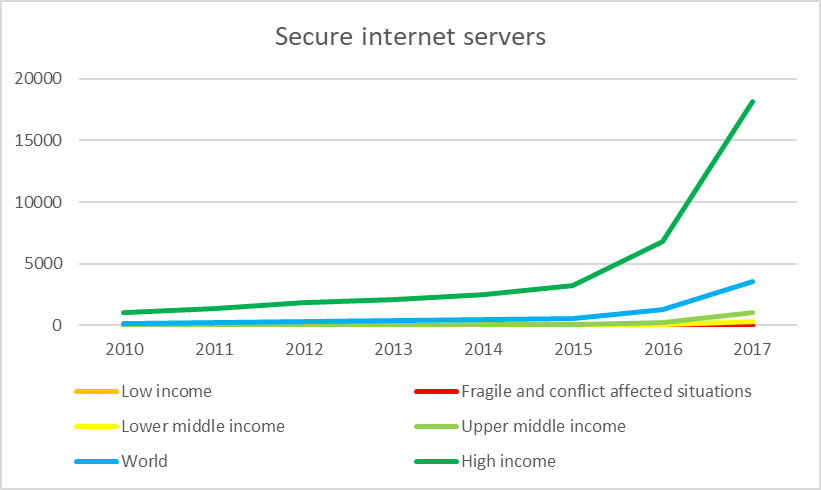 Secure internet servers
20000
15000
10000
5000
0
2010 2011 2012 2013 2014 2015 2016 2017
Low income Fragile and conflict affected situations
Lower middle income Upper middle income
World High income